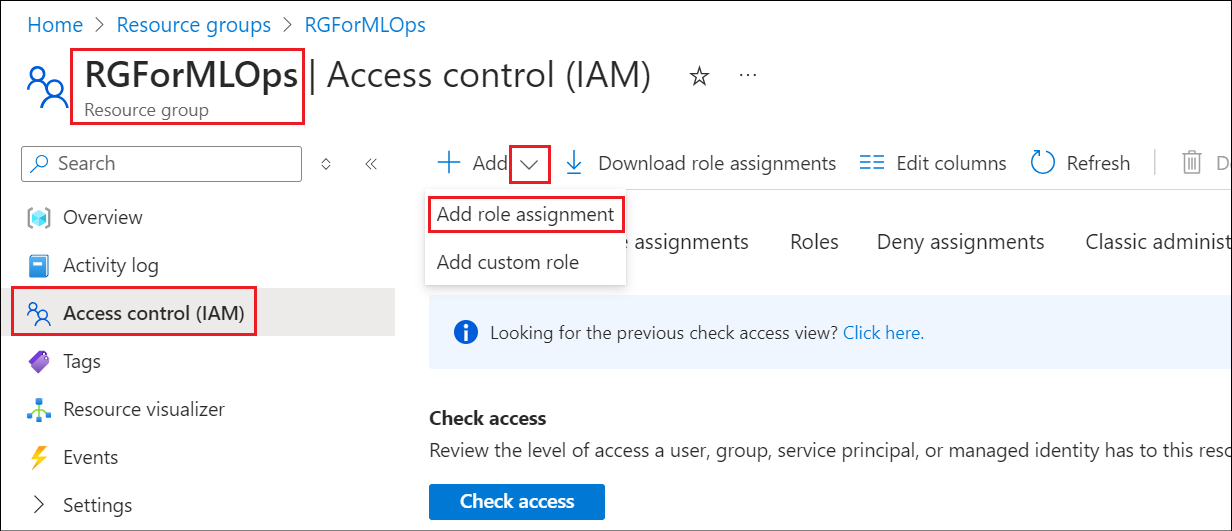 Home > Resource groups > RGForMLOps
RGForMLOps | Access control (IAM)
Resource group
Search
Add
Download role assignments
Edit columns
Refresh
Add role assignment
Add custom role
assignments
Roles
Deny assignments
Classic
Overview
Activity log
Access control (IAM)
Tags
Resource visualizer
Events
Settings
Looking for the previous check access view? Click here.
Check access
Review the level of access a user, group, service principal, or managed identity has to this
Check access